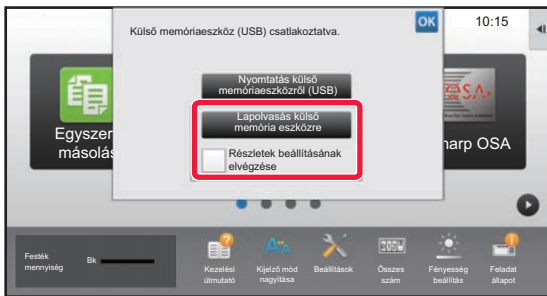 Külső memóriaeszköz (USB) csatlakoztatva.
OK
10:15
Nyomtatás külső
memóriaeszközről (USB)
Lapolvasás külső
memória eszközre
Részletek beállításának
elvégzése
Egyszer
másolás
harp OSA
Festék
mennyiség
Bk
Kezelési
útmutató
Kijelző mód
nagyítása
Beállítások
Összes
szám
Fényesség
beállítás
Feladat
állapot